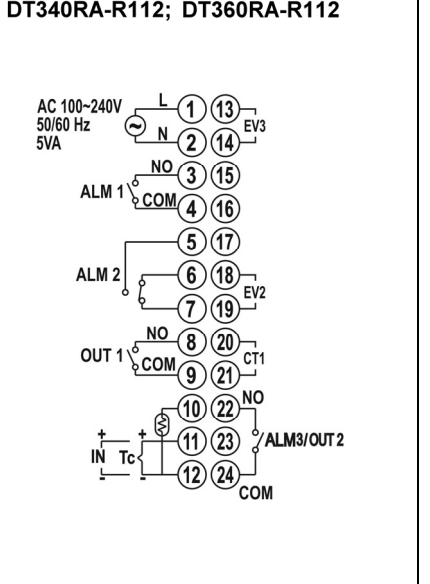 DT340RA-R112; DT360RA-R112
AC 100~240V
50/60 Hz
5VA
L
N
~
1 13
EV3
2 14
NO
3 15
ALM 1
COM
4 16
5 17
ALM 2
6 18
EV2
7 19
NO
8 20
OUT 1
CT1
COM
9 21
10 22 NO
+ +
11 23
ALM3/OUT 2
IN Tc
- -
12 24
COM